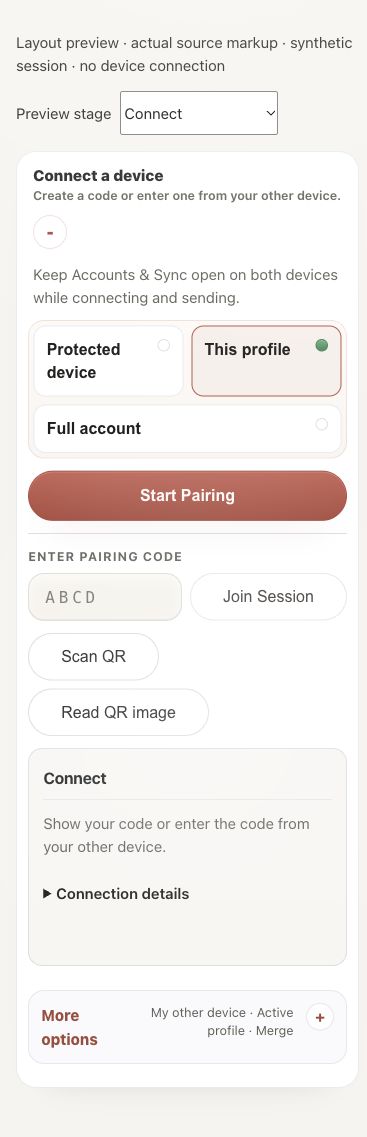 Layout preview · actual source markup · synthetic
session · no device connection
Preview stage Connect
Connect a device
Create a code or enter one from your other device.
-
Keep Accounts & Sync open on both devices
while connecting and sending.
Protected
device
This profile
Full account
Start Pairing
ENTER PAIRING CODE
ABCD
Join Session
Scan QR
Read QR image
Connect
Show your code or enter the code from
your other device.
Connection details
More
options
My other device · Active
profile · Merge
+